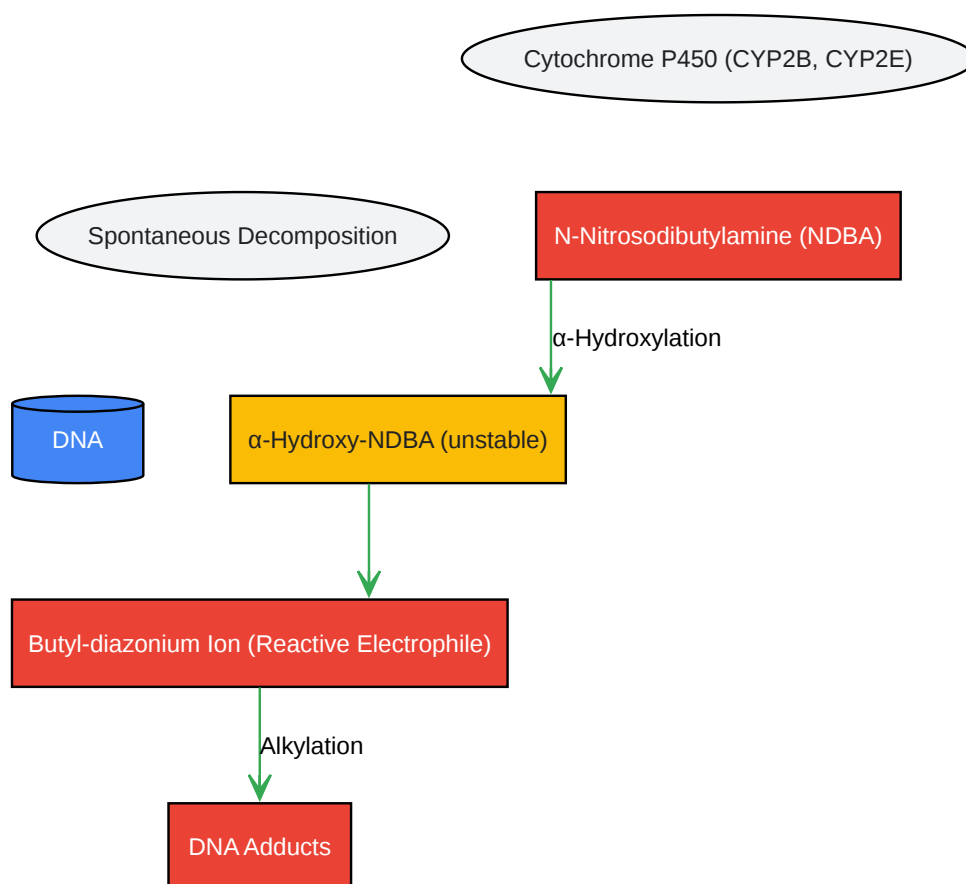 Cytochrome P450 (CYP2B, CYP2E)
Spontaneous Decomposition
N-Nitrosodibutylamine (NDBA)
α-Hydroxylation
DNA
α-Hydroxy-NDBA (unstable)
Butyl-diazonium Ion (Reactive Electrophile)
Alkylation
DNA Adducts